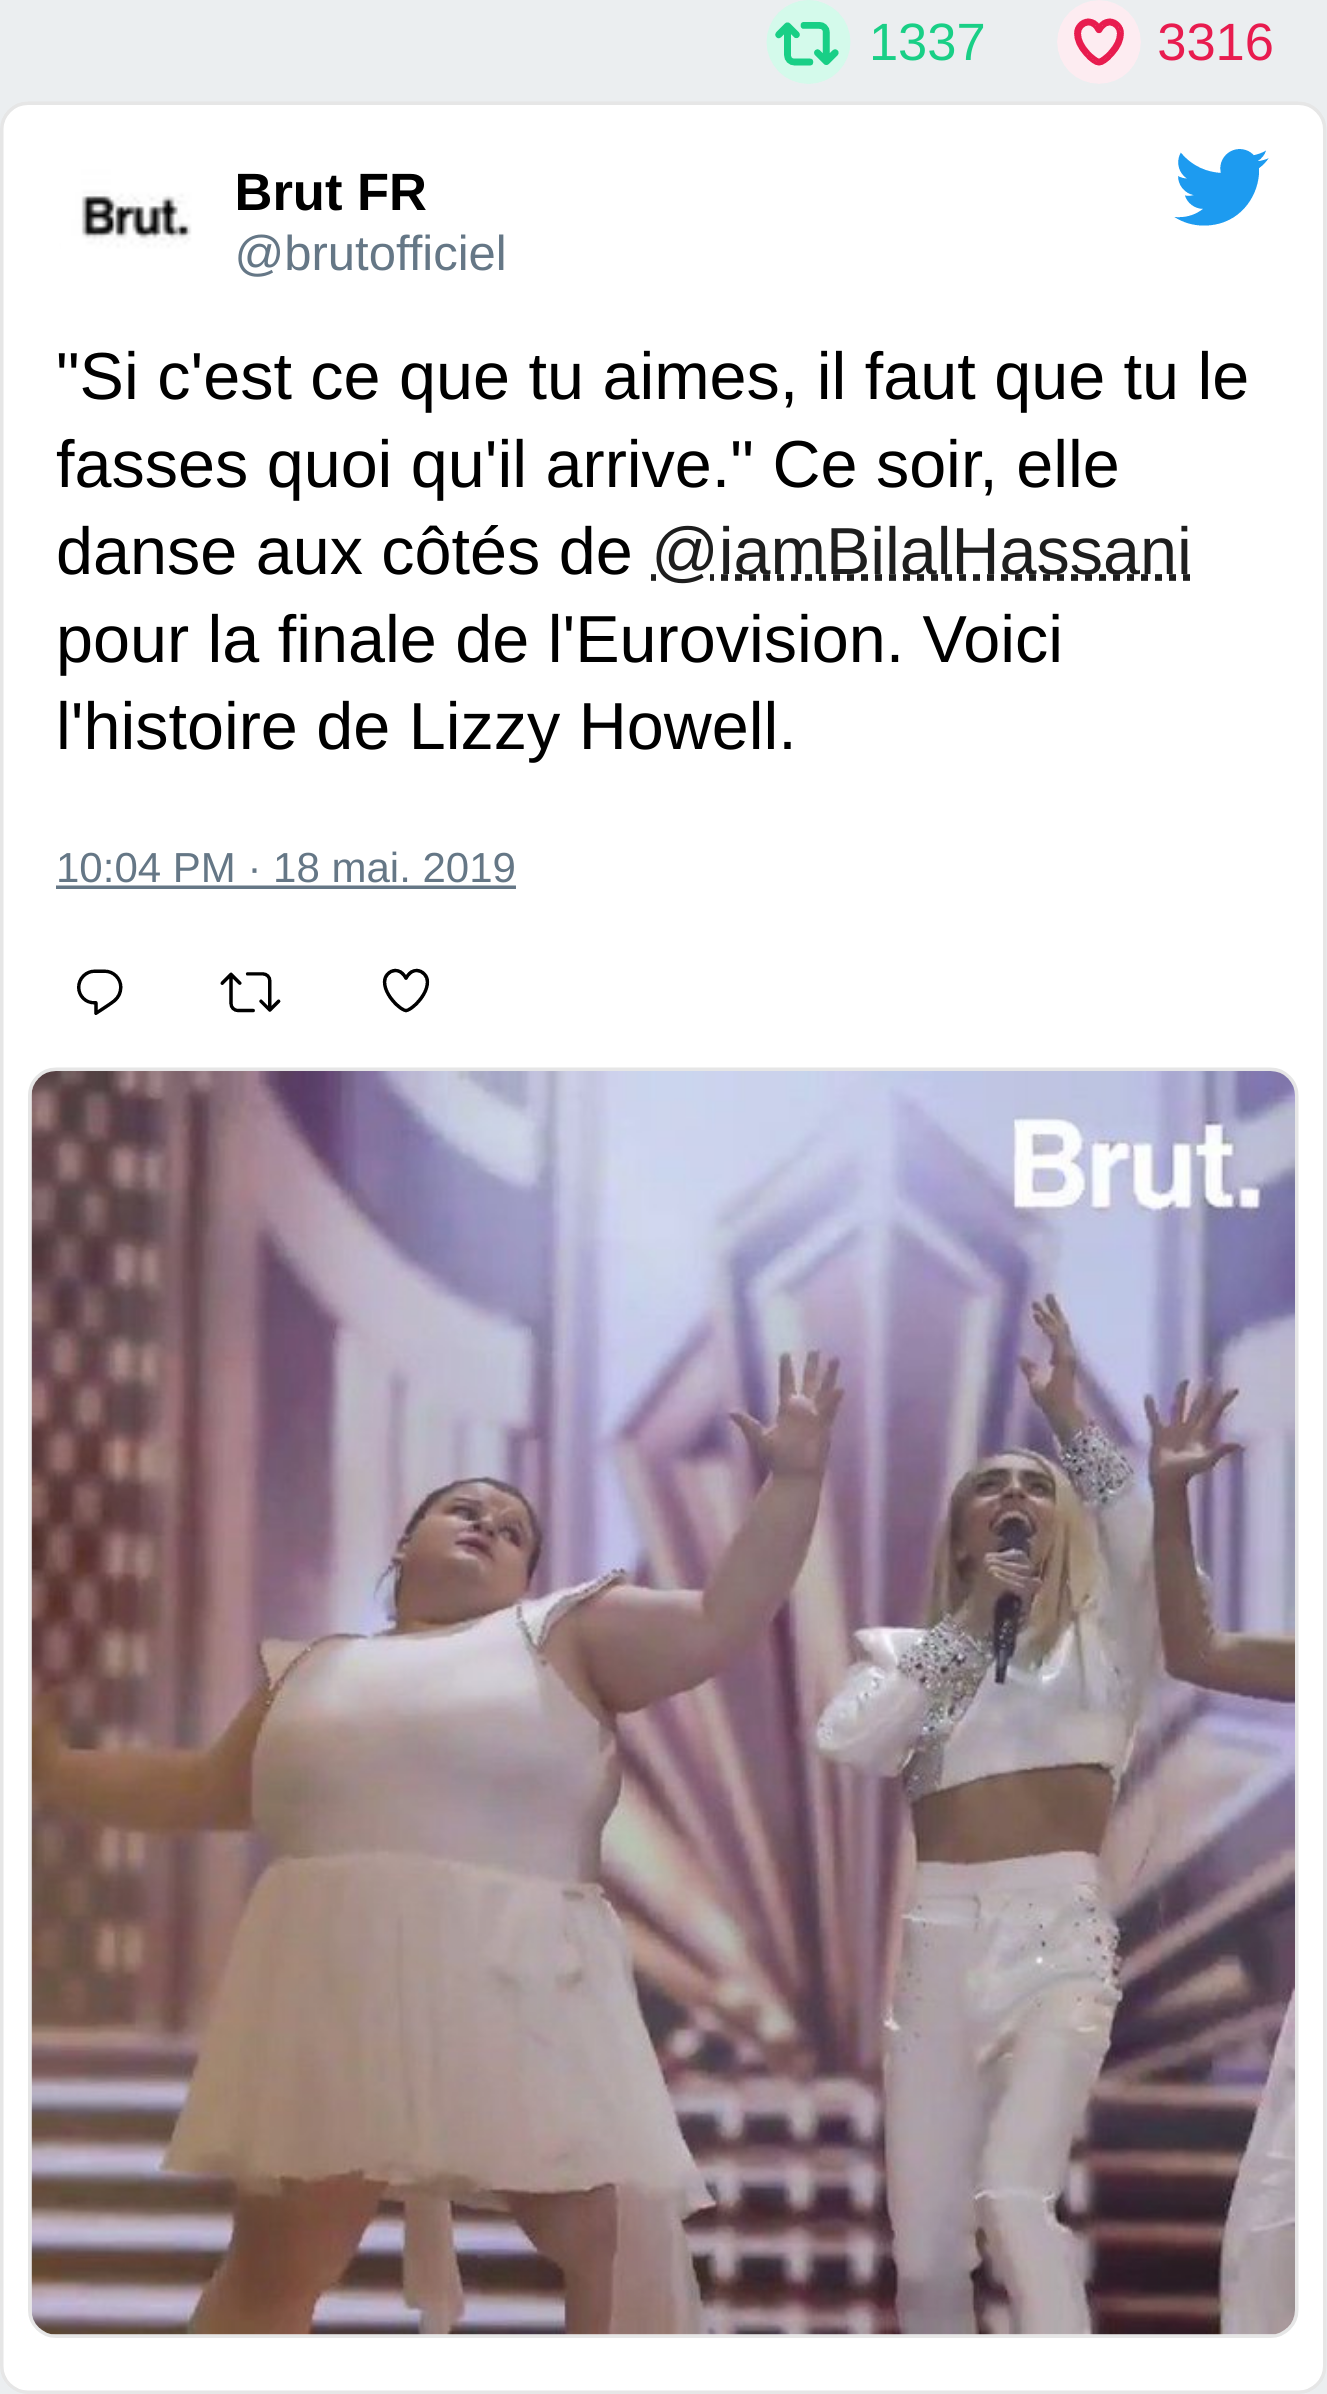 1337 3316
Brut.
Brut FR
@brutofficiel
"Si c'est ce que tu aimes, il faut que tu le
fasses quoi qu'il arrive." Ce soir, elle
danse aux côtés de @iamBilalHassani
pour la finale de l'Eurovision. Voici
l'histoire de Lizzy Howell.
10:04 PM · 18 mai. 2019
Brut.